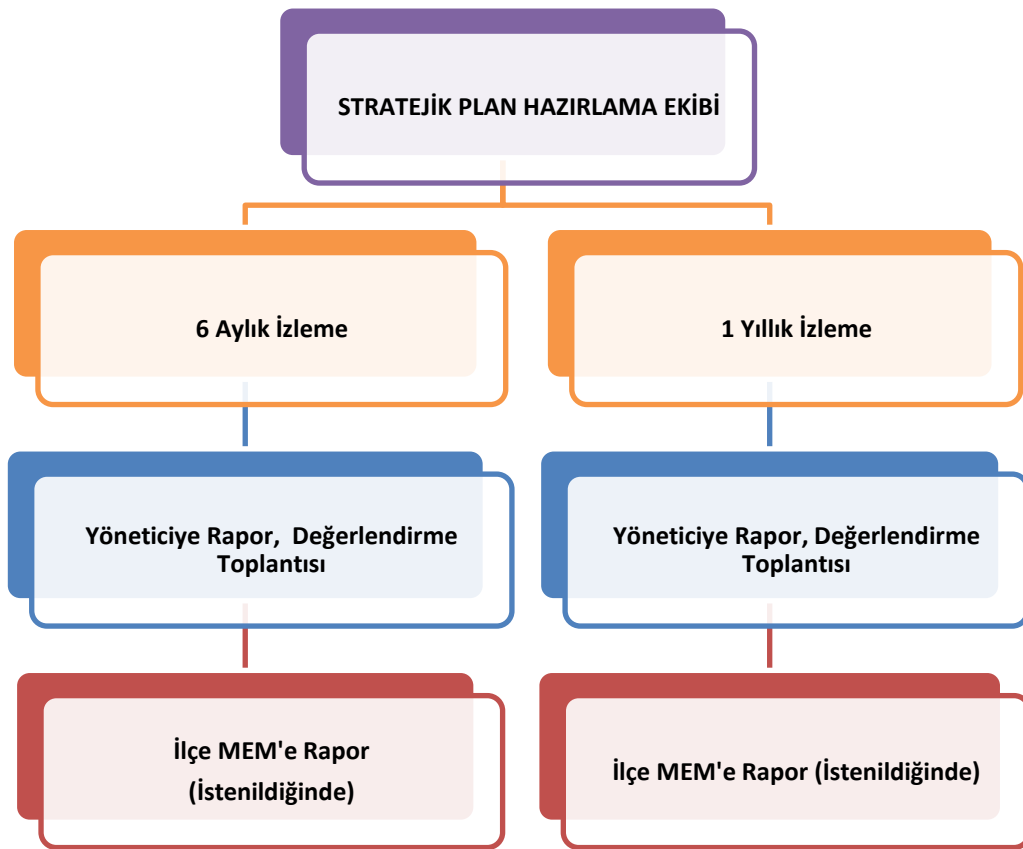 STRATEJİK PLAN HAZIRLAMA EKİBİ
6 Aylık İzleme
1 Yıllık İzleme
Yöneticiye Rapor, Değerlendirme
Toplantısı
Yöneticiye Rapor, Değerlendirme
Toplantısı
İlçe MEM'e Rapor
(İstenildiğinde)
İlçe MEM'e Rapor (İstenildiğinde)